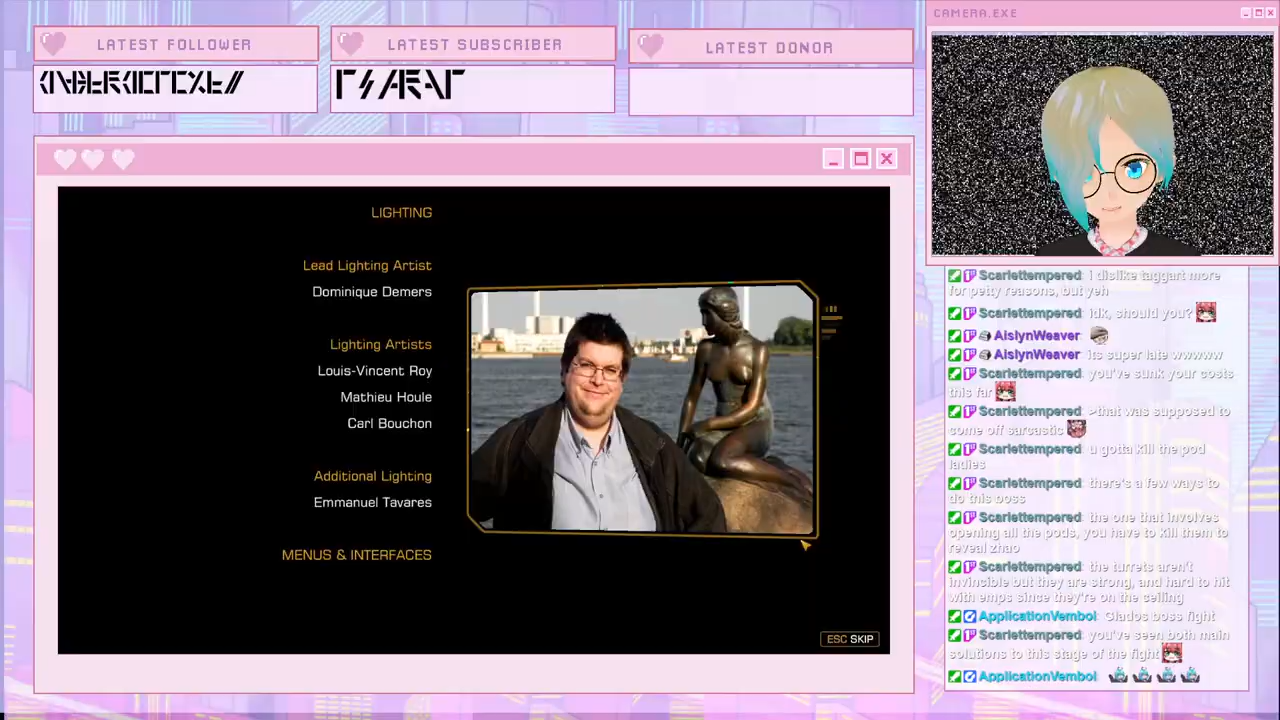 LATEST FOLLOWER
LATEST SUBSCRIBER
LATEST DONOR
CAMERA.EXE
LIGHTING
Lead Lighting Artist
Dominique Demers
Lighting Artists
Louis-Vincent Roy
Mathieu Houle
Carl Bouchon
Additional Lighting
Emmanuel Tavares
MENUS & INTERFACES
ESC SKIP
Scarlettempered: i dislike taggart more
for petty reasons, but yeh
Scarlettempered: idk, should you?
AislynWeaver:
AislynWeaver: its super late wwwww
Scarlettempered: you've sunk your costs
this far
Scarlettempered: >that was supposed to
come off sarcastic
Scarlettempered: u gotta kill the pod
ladies
Scarlettempered: there's a few ways to
do this boss
Scarlettempered: the one that involves
opening all the pods, you have to kill them to
reveal zhao
Scarlettempered: the turrets aren't
invincible but they are strong, and hard to hit
with emps since they're on the ceiling
ApplicationVembol: Glados boss fight
Scarlettempered: you've seen both main
solutions to this stage of the fight
ApplicationVembol: